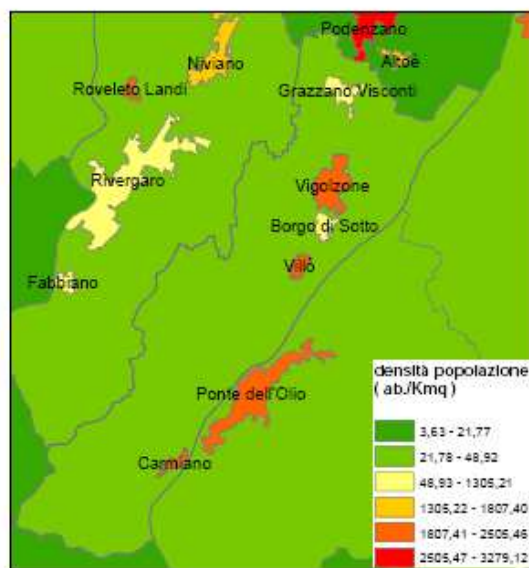 Podenzano
Niviano
Altoè
Roveleto Landi
Grazzano Visconti
Rivergaro
Vigolzone
Borgo di Sotto
Villò
Fabbiano
Ponte dell'Olio
Carmiano
densità popolazione
( ab./Kmq )
3,63 - 21,77
21,78 - 48,92
48,93 - 1305,21
1305,22 - 1807,40
1807,41 - 2505,46
2505,47 - 3279,12